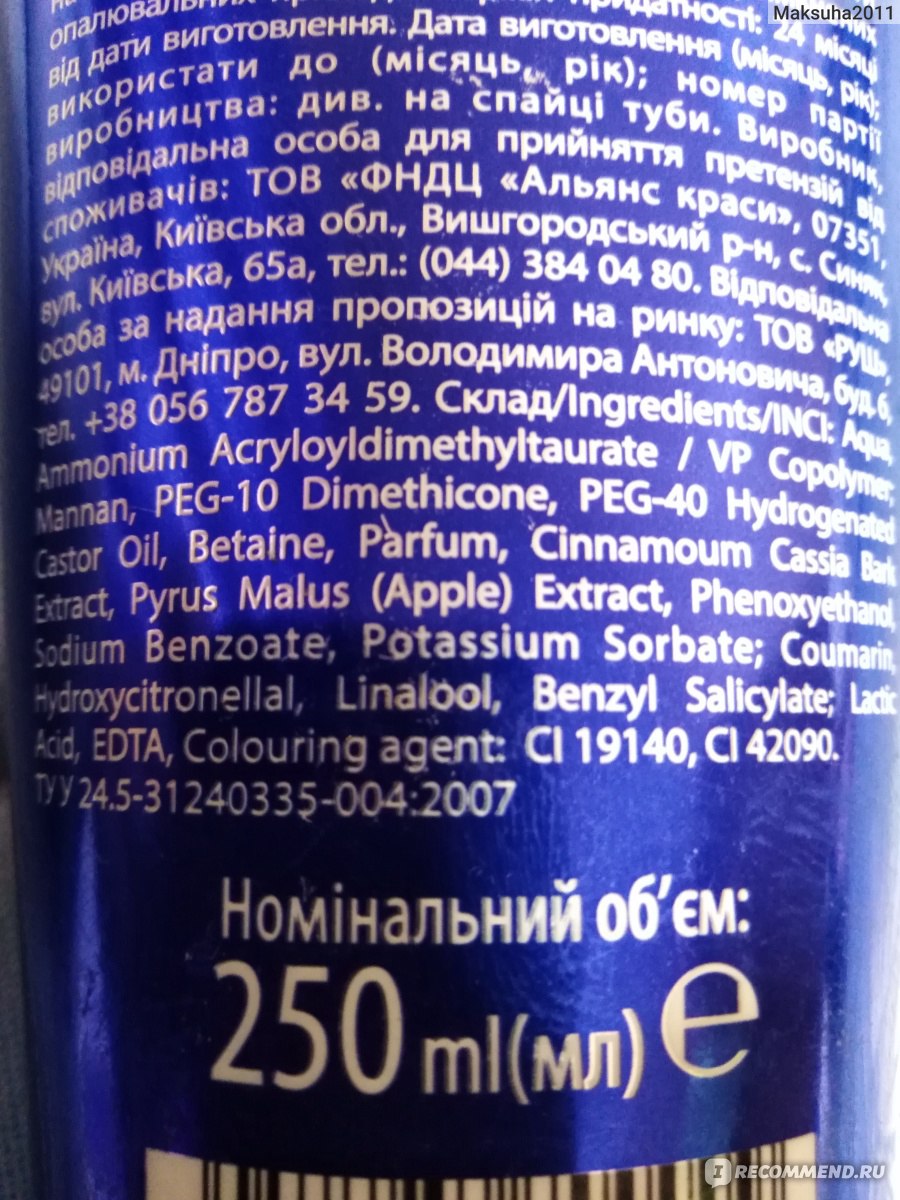 Maksuha2011
опалювальних придатності: 24 місяці
від дати виготовлення. Дата виготовлення (місяць, рік);
використати до (місяць, рік); номер партії
виробництва: див. на спайці туби. Виробник,
відповідальна особа для прийняття претензій від
споживачів: ТОВ «ФНДЦ «Альянс краси», 07351,
Україна, Київська обл., Вишгородський р-н, с. Синяк,
вул. Київська, 65а, тел.: (044) 384 04 80. Відповідальна
особа за надання пропозицій на ринку: ТОВ «РУШ»,
49101, м. Дніпро, вул. Володимира Антоновича, буд. 6,
тел. +38 056 787 34 59. Склад/Ingredients/INCI: Aqua,
Ammonium Acryloyldimethyltaurate / VP Copolymer;
Mannan, PEG-10 Dimethicone, PEG-40 Hydrogenated
Castor Oil, Betaine, Parfum, Cinnamoum Cassia Bark
Extract, Pyrus Malus (Apple) Extract, Phenoxyethanol,
Sodium Benzoate, Potassium Sorbate; Coumarin,
Hydroxycitronellal, Linalool, Benzyl Salicylate; Lactic
Acid, EDTA, Colouring agent: CI 19140, CI 42090.
ТУ У 24.5-31240335-004:2007
Номінальний об'єм:
250 ml(мл) e
IRECOMMEND.RU